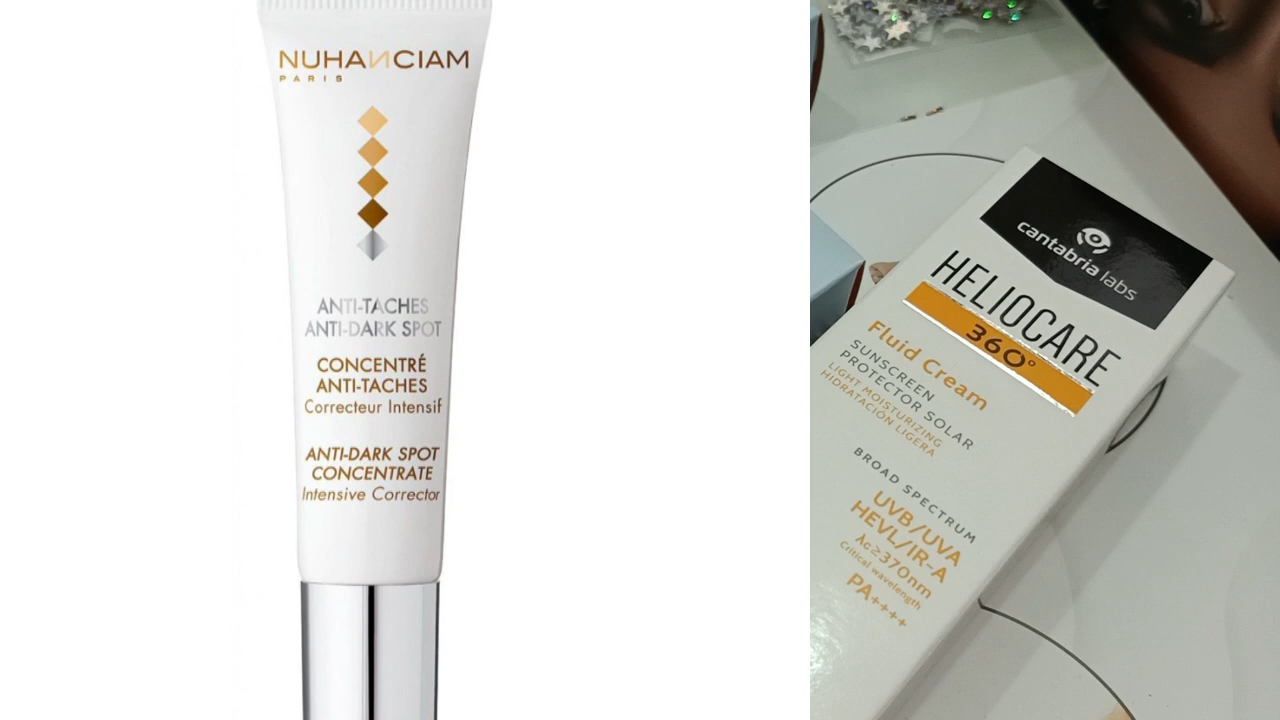 NUHANCIAM
PARIS
ANTI-TACHES
ANTI-DARK SPOT
CONCENTRÉ
ANTI-TACHES
Correcteur Intensif
ANTI-DARK SPOT
CONCENTRATE
Intensive Corrector
cantabria labs
HELIOCARE
360°
Fluid Cream
SUNSCREEN
PROTECTOR SOLAR
LIGHT MOISTURIZING
HIDRATACIÓN LIGERA
BROAD SPECTRUM
UVB/UVA
HEVL/IR-A
λc≥370nm
Critical wavelength
PA++++